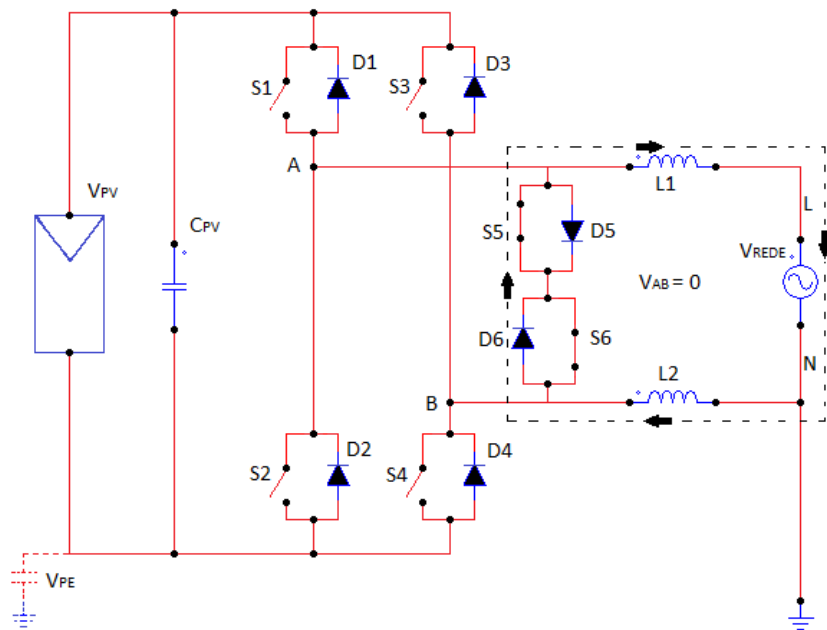 D1
D3
S1
S3
A
VPV
CPV
L1
L
S5
D5
VREDE
VAB = 0
D6
S6
N
L2
B
D2
D4
S2
S4
VPE